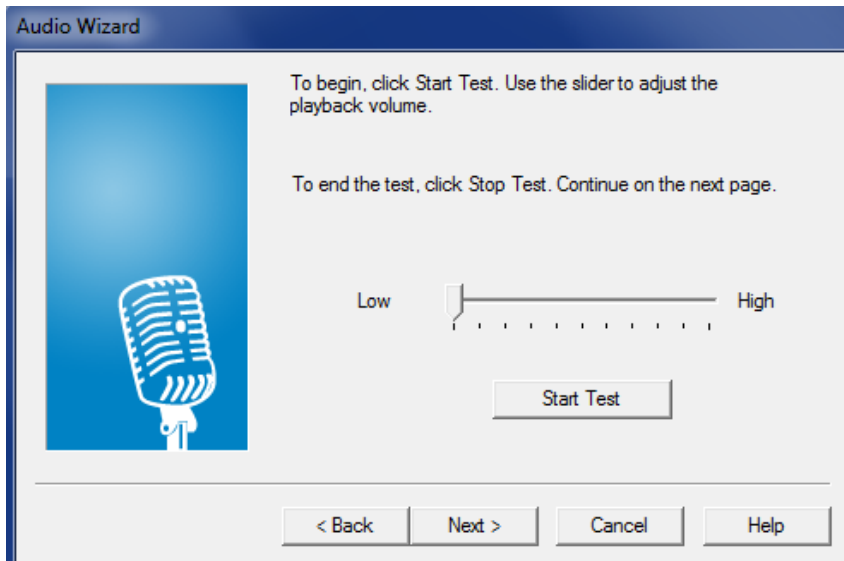 Audio Wizard
To begin, click Start Test. Use the slider to adjust the
playback volume.
To end the test, click Stop Test. Continue on the next page.
Low High
Start Test
< Back Next > Cancel Help